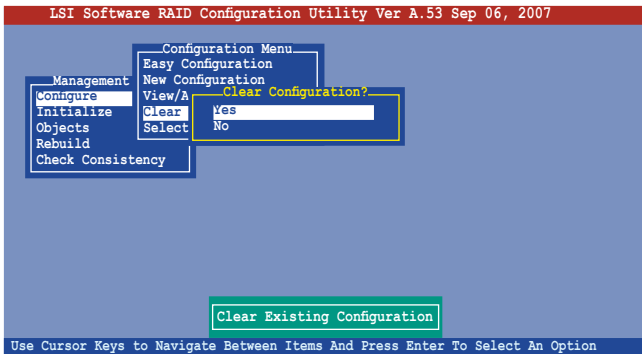 LSI Software RAID Configuration Utility Ver A.53 Sep 06, 2007
Configuration Menu
Easy Configuration
New Configuration
View/A
Clear
Select
Management
Configure
Initialize
Objects
Rebuild
Check Consistency
Clear Configuration?
Yes
No
Clear Existing Configuration
Use Cursor Keys to Navigate Between Items And Press Enter To Select An Option